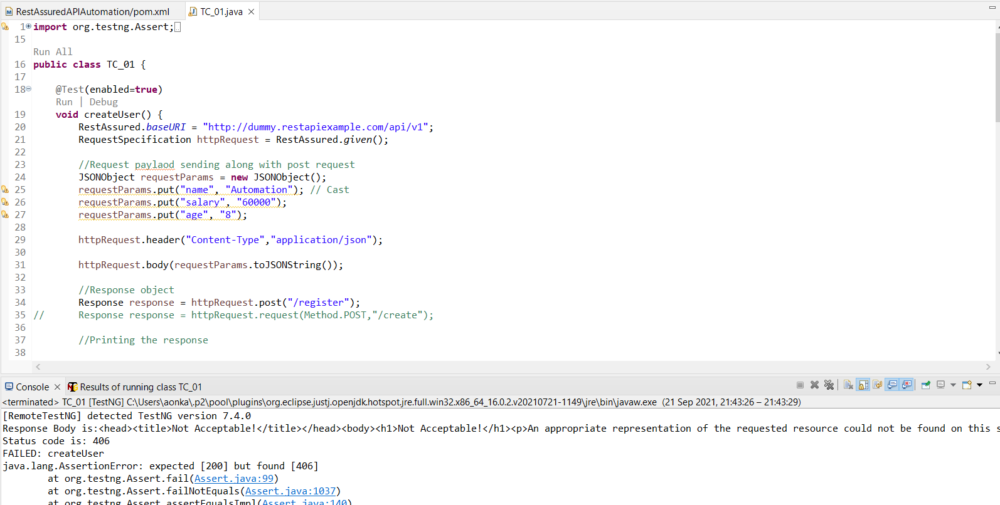 RestAssuredAPIAutomation/pom.xml TC_01.java
1 import org.testng.Assert;
15
Run All
16 public class TC_01 {
17
18 @Test(enabled=true)
Run | Debug
19 void createUser() {
20 RestAssured.baseURI = "http://dummy.restapiexample.com/api/v1";
21 RequestSpecification httpRequest = RestAssured.given();
22
23 //Request paylaod sending along with post request
24 JSONObject requestParams = new JSONObject();
25 requestParams.put("name", "Automation"); // Cast
26 requestParams.put("salary", "60000");
27 requestParams.put("age", "8");
28
29 httpRequest.header("Content-Type","application/json");
30
31 httpRequest.body(requestParams.toJSONString());
32
33 //Response object
34 Response response = httpRequest.post("/register");
35 // Response response = httpRequest.request(Method.POST,"/create");
36
37 //Printing the response
38
Console Results of running class TC_01
<terminated> TC_01 [TestNG] C:\Users\aonka\.p2\pool\plugins\org.eclipse.justj.openjdk.hotspot.jre.full.win32.x86_64_16.0.2.v20210721-1149\jre\bin\javaw.exe (21 Sep 2021, 21:43:26 – 21:43:29)
[RemoteTestNG] detected TestNG version 7.4.0
Response Body is:<head><title>Not Acceptable!</title></head><body><h1>Not Acceptable!</h1><p>An appropriate representation of the requested resource could not be found on this s
Status code is: 406
FAILED: createUser
java.lang.AssertionError: expected [200] but found [406]
at org.testng.Assert.fail(Assert.java:99)
at org.testng.Assert.failNotEquals(Assert.java:1037)
at org.testng.Assert.assertEqualsImpl(Assert.java:140)